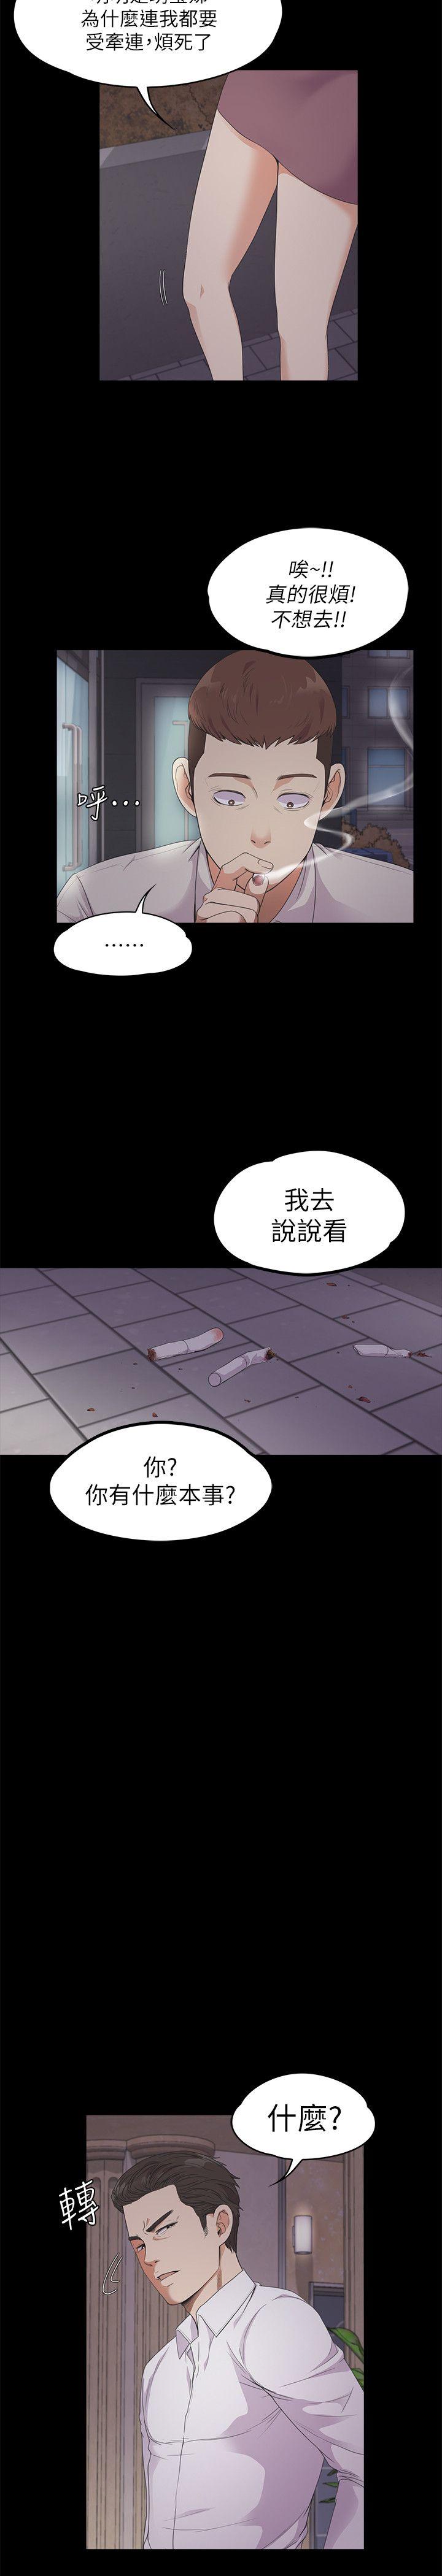 為什麼連我都要
受牽連,煩死了
唉~!!
真的很煩!
不想去!!
呼...
......
我去
說說看
你?
你有什麼本事?
什麼?
轉